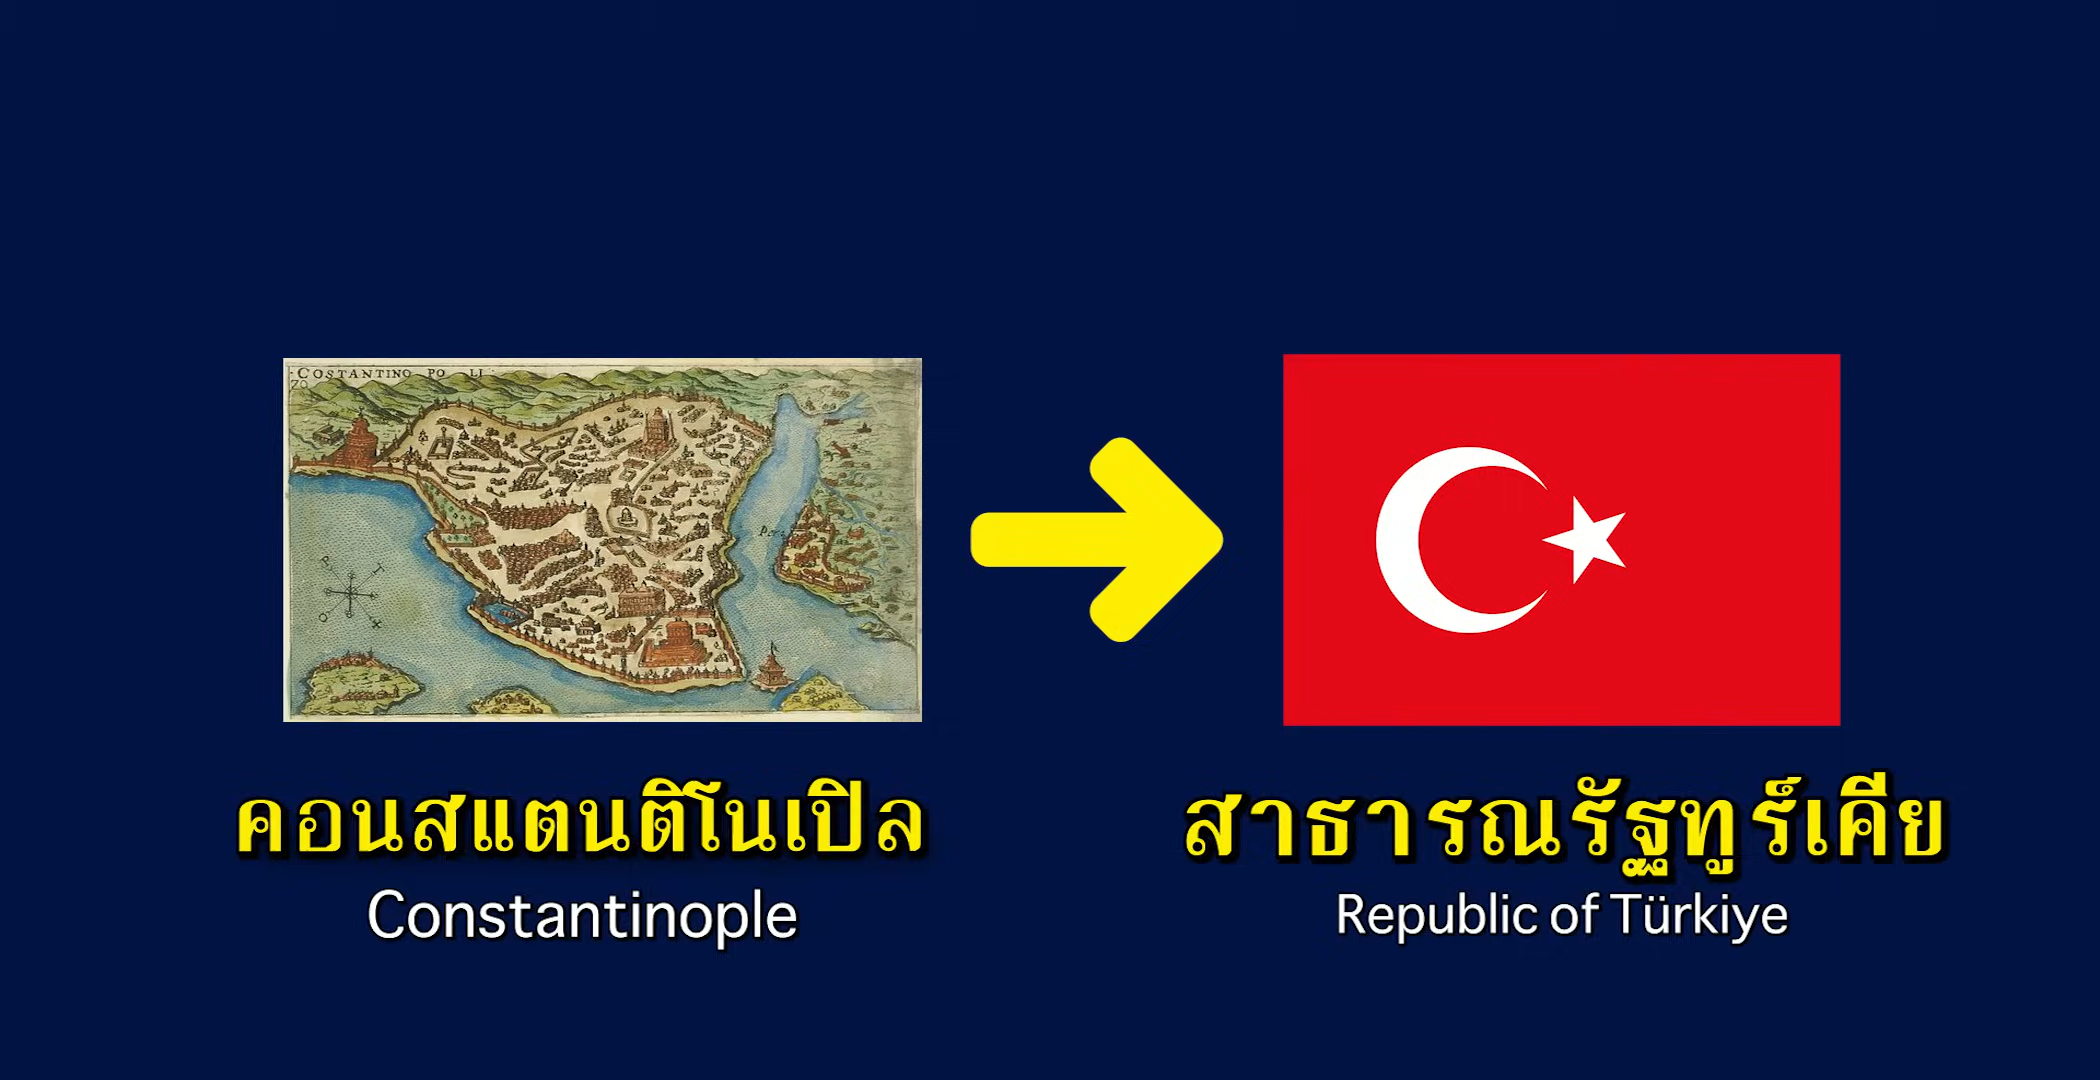 COSTANTINO PO LI
คอนสแตนติโนเปิล
Constantinople
สาธารณรัฐทูร์เคีย
Republic of Türkiye